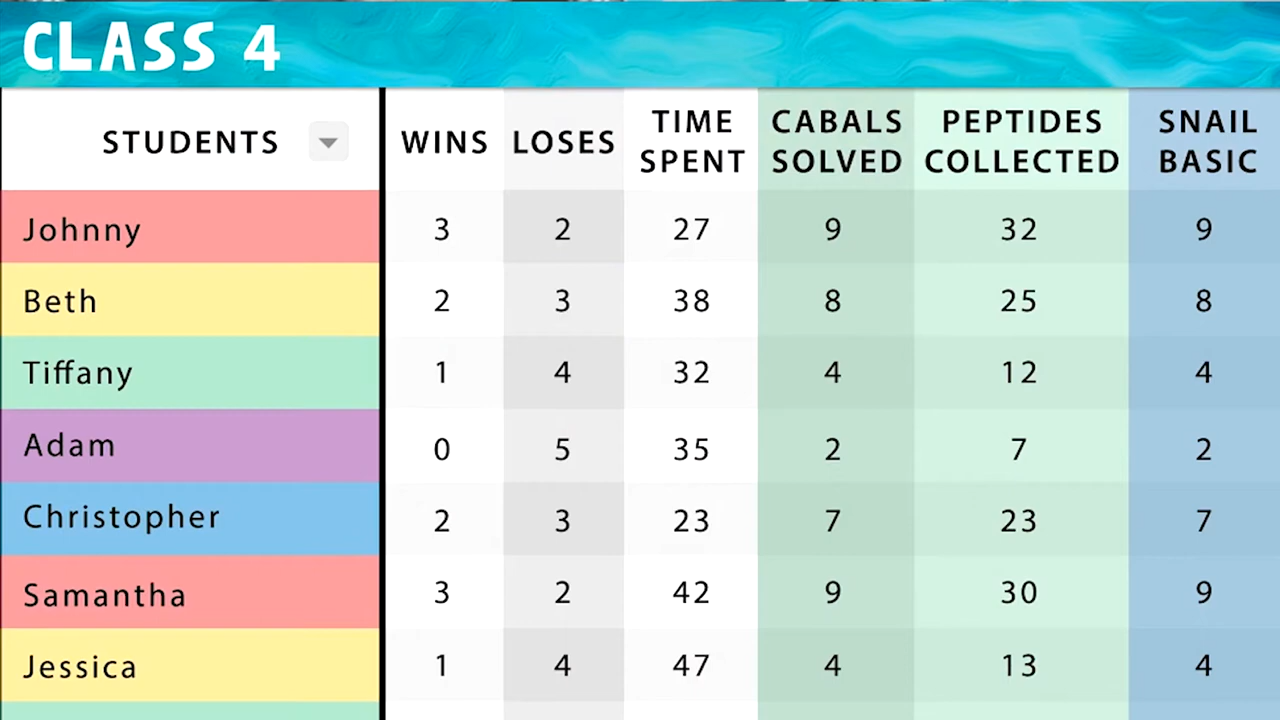 CLASS 4
STUDENTS WINS LOSES TIME SPENT CABALS SOLVED PEPTIDES COLLECTED SNAIL BASIC
Johnny 3 2 27 9 32 9
Beth 2 3 38 8 25 8
Tiffany 1 4 32 4 12 4
Adam 0 5 35 2 7 2
Christopher 2 3 23 7 23 7
Samantha 3 2 42 9 30 9
Jessica 1 4 47 4 13 4